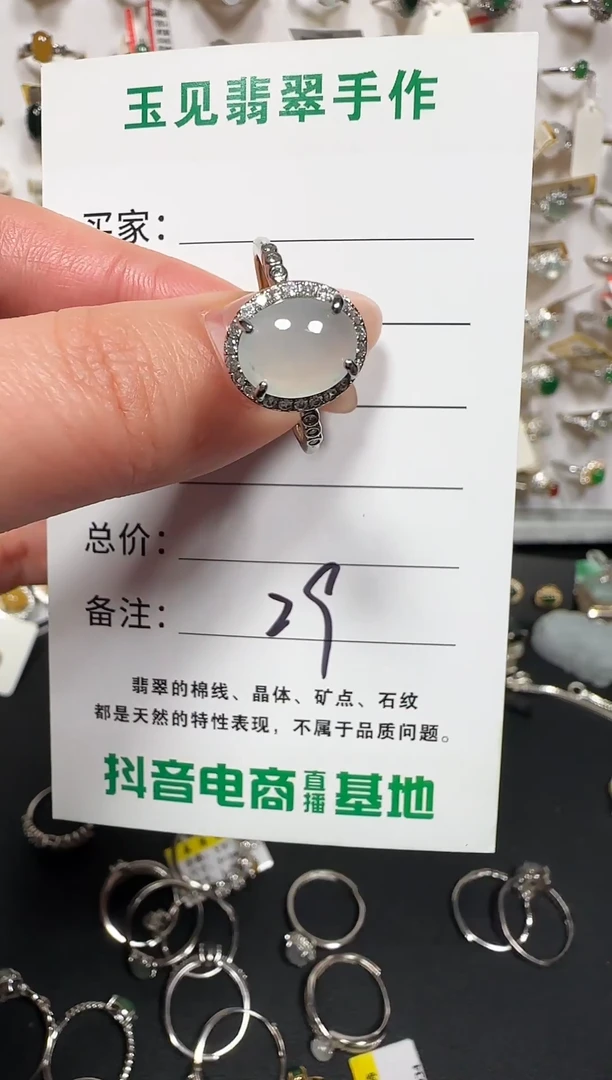 玉见翡翠手作
买家：
总价：
备注：29
翡翠的棉线、晶体、矿点、石纹
都是天然的特性表现，不属于品质问题。
抖音电商直播基地